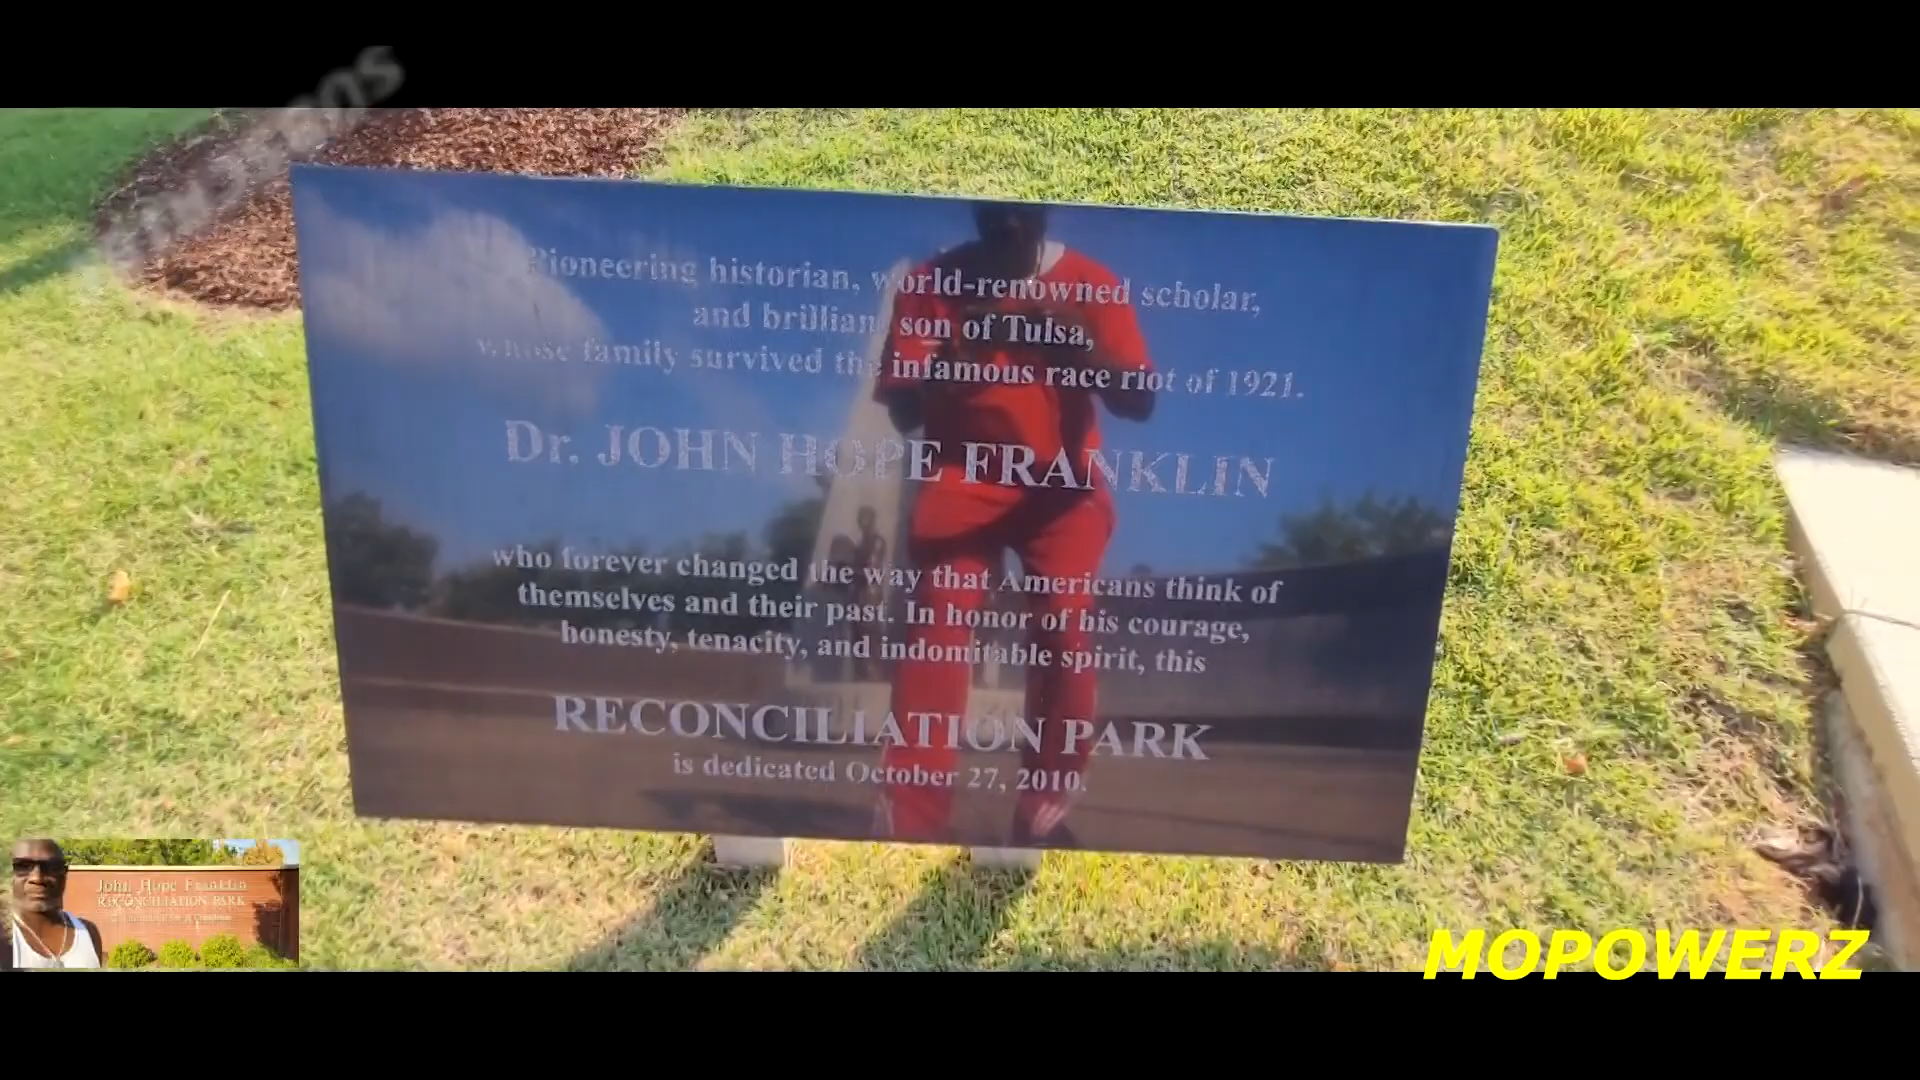 Pioneering historian, world-renowned scholar,
and brilliant son of Tulsa,
whose family survived the infamous race riot of 1921.
Dr. JOHN HOPE FRANKLIN
who forever changed the way that Americans think of
themselves and their past. In honor of his courage,
honesty, tenacity, and indomitable spirit, this
RECONCILIATION PARK
is dedicated October 27, 2010.
John Hope Franklin
RECONCILIATION PARK
MOPOWERZ